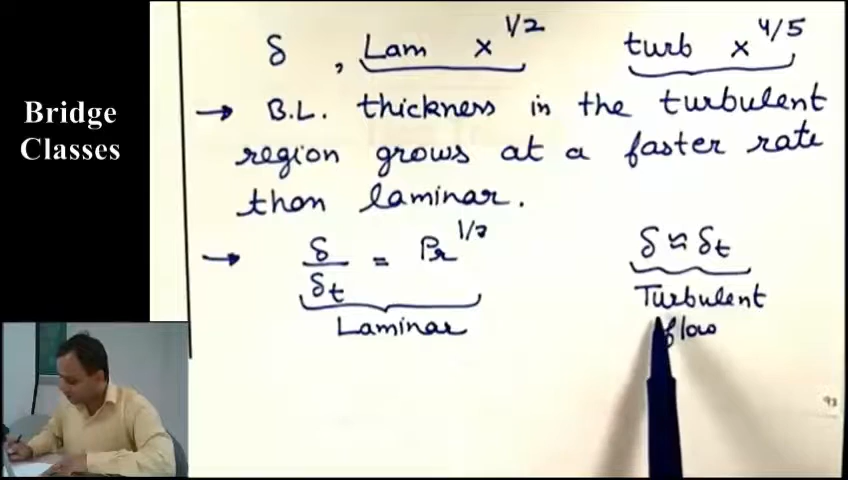 Bridge
Classes
δ , Lam x^1/2 turb x^4/5
→ B.L. thickness in the turbulent
region grows at a faster rate
than laminar.
→ δ/δt = Pr^1/3 δ ≈ δt
Laminar Turbulent
flow